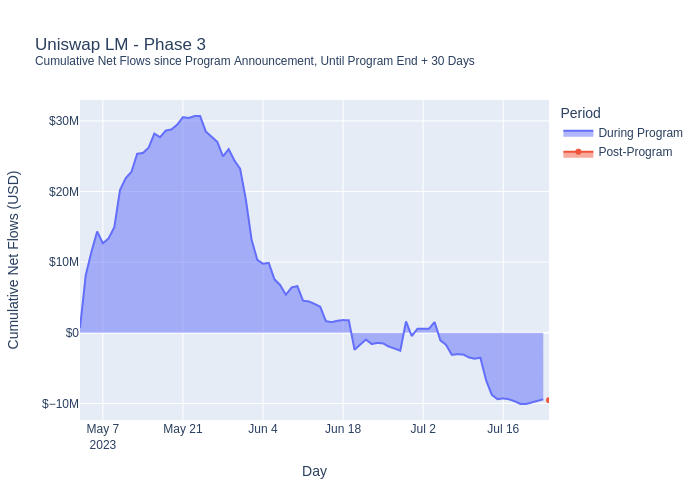 Uniswap LM - Phase 3
Cumulative Net Flows since Program Announcement, Until Program End + 30 Days
Period
During Program
Post-Program
Cumulative Net Flows (USD)
$30M
$20M
$10M
$0
$−10M
May 7
2023
May 21
Jun 4
Jun 18
Jul 2
Jul 16
Day